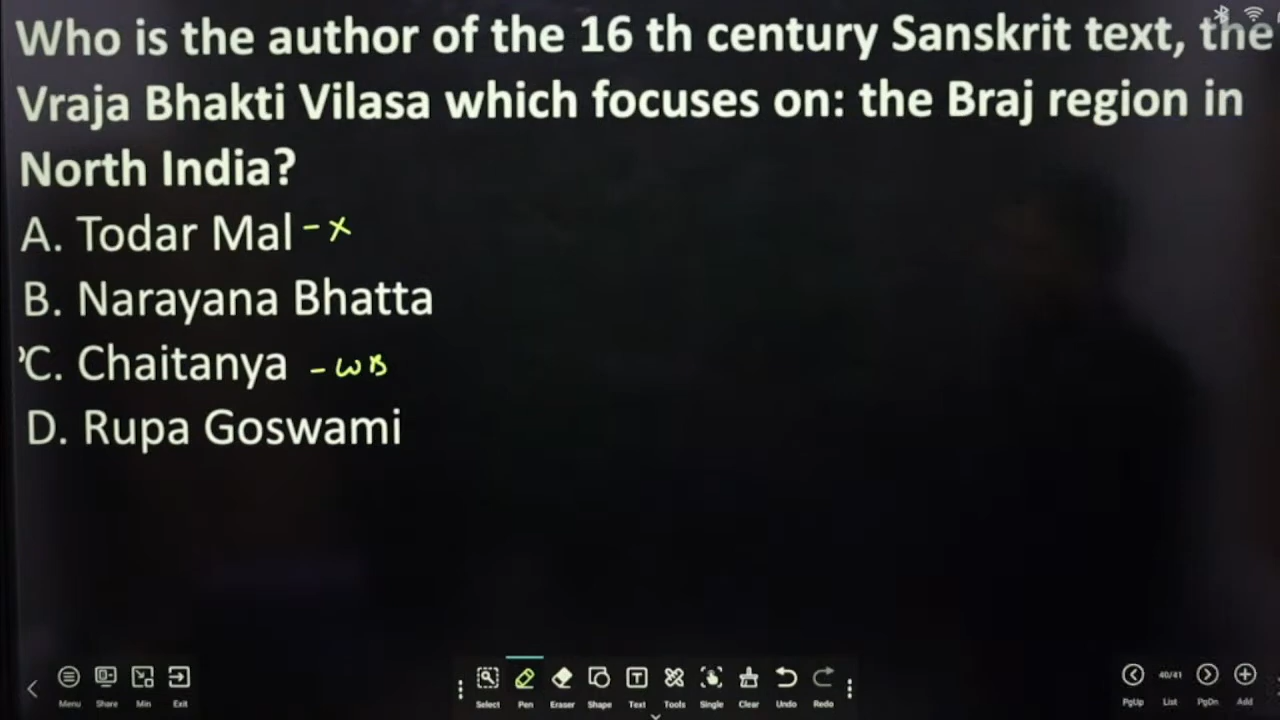 Who is the author of the 16 th century Sanskrit text, the
Vraja Bhakti Vilasa which focuses on: the Braj region in
North India?
A. Todar Mal - x
B. Narayana Bhatta
C. Chaitanya - WB
D. Rupa Goswami
Menu Share Min Exit Select Pen Eraser Shape Text Tools Single Clear Undo Redo PgUp 40/41 List PgDn Add